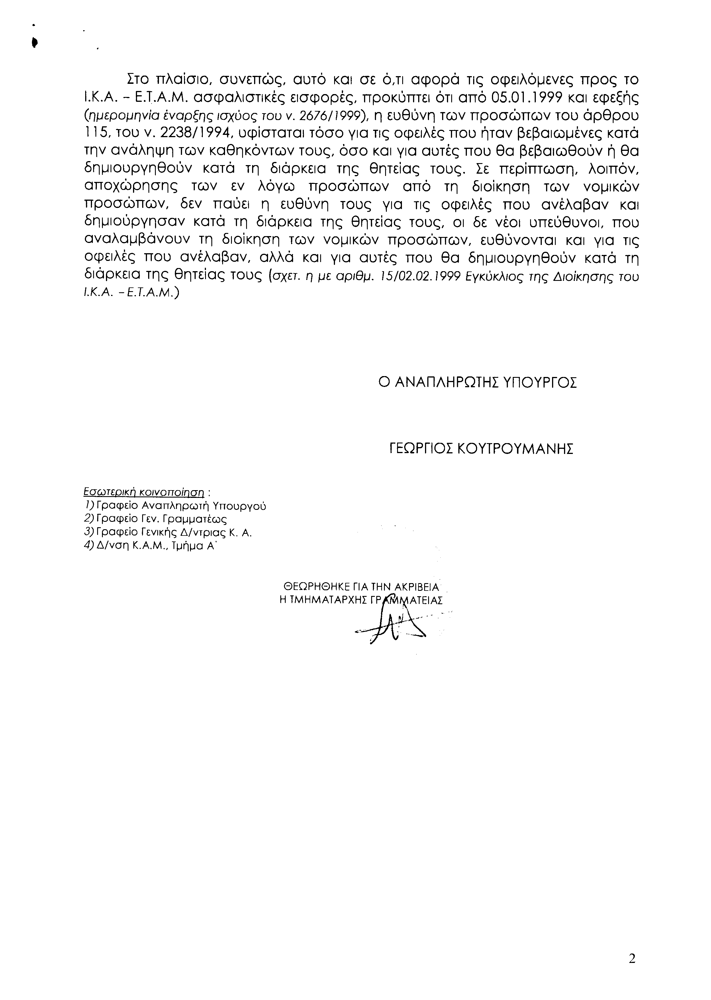 Στο πλαίσιο, συνεπώς, αυτό και σε ό,τι αφορά τις οφειλόμενες προς το
Ι.Κ.Α. – Ε.Τ.Α.Μ. ασφαλιστικές εισφορές, προκύπτει ότι από 05.01.1999 και εφεξής
(ημερομηνία έναρξης ισχύος του ν. 2676/1999), η ευθύνη των προσώπων του άρθρου
115, του ν. 2238/1994, υφίσταται τόσο για τις οφειλές που ήταν βεβαιωμένες κατά
την ανάληψη των καθηκόντων τους, όσο και για αυτές που θα βεβαιωθούν ή θα
δημιουργηθούν κατά τη διάρκεια της θητείας τους. Σε περίπτωση, λοιπόν,
αποχώρησης των εν λόγω προσώπων από τη διοίκηση των νομικών
προσώπων, δεν παύει η ευθύνη τους για τις οφειλές που ανέλαβαν και
δημιούργησαν κατά τη διάρκεια της θητείας τους, οι δε νέοι υπεύθυνοι, που
αναλαμβάνουν τη διοίκηση των νομικών προσώπων, ευθύνονται και για τις
οφειλές που ανέλαβαν, αλλά και για αυτές που θα δημιουργηθούν κατά τη
διάρκεια της θητείας τους (σχετ. η με αριθμ. 15/02.02.1999 Εγκύκλιος της Διοίκησης του
Ι.Κ.Α. – Ε.Τ.Α.Μ.)
Ο ΑΝΑΠΛΗΡΩΤΗΣ ΥΠΟΥΡΓΟΣ
ΓΕΩΡΓΙΟΣ ΚΟΥΤΡΟΥΜΑΝΗΣ
Εσωτερική κοινοποίηση :
1) Γραφείο Αναπληρωτή Υπουργού
2) Γραφείο Γεν. Γραμματέως
3) Γραφείο Γενικής Δ/ντριας Κ. Α.
4) Δ/νση Κ.Α.Μ., Τμήμα Α΄
ΘΕΩΡΗΘΗΚΕ ΓΙΑ ΤΗΝ ΑΚΡΙΒΕΙΑ
Η ΤΜΗΜΑΤΑΡΧΗΣ ΓΡΑΜΜΑΤΕΙΑΣ
2